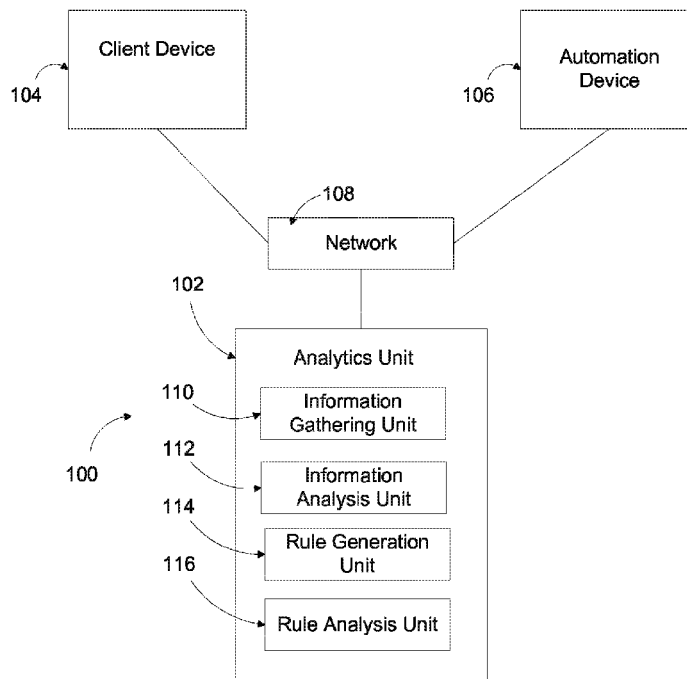 Client Device
104
Automation
Device
106
108
Network
102
Analytics Unit
110
Information
Gathering Unit
100
112
Information
Analysis Unit
114
Rule Generation
Unit
116
Rule Analysis Unit